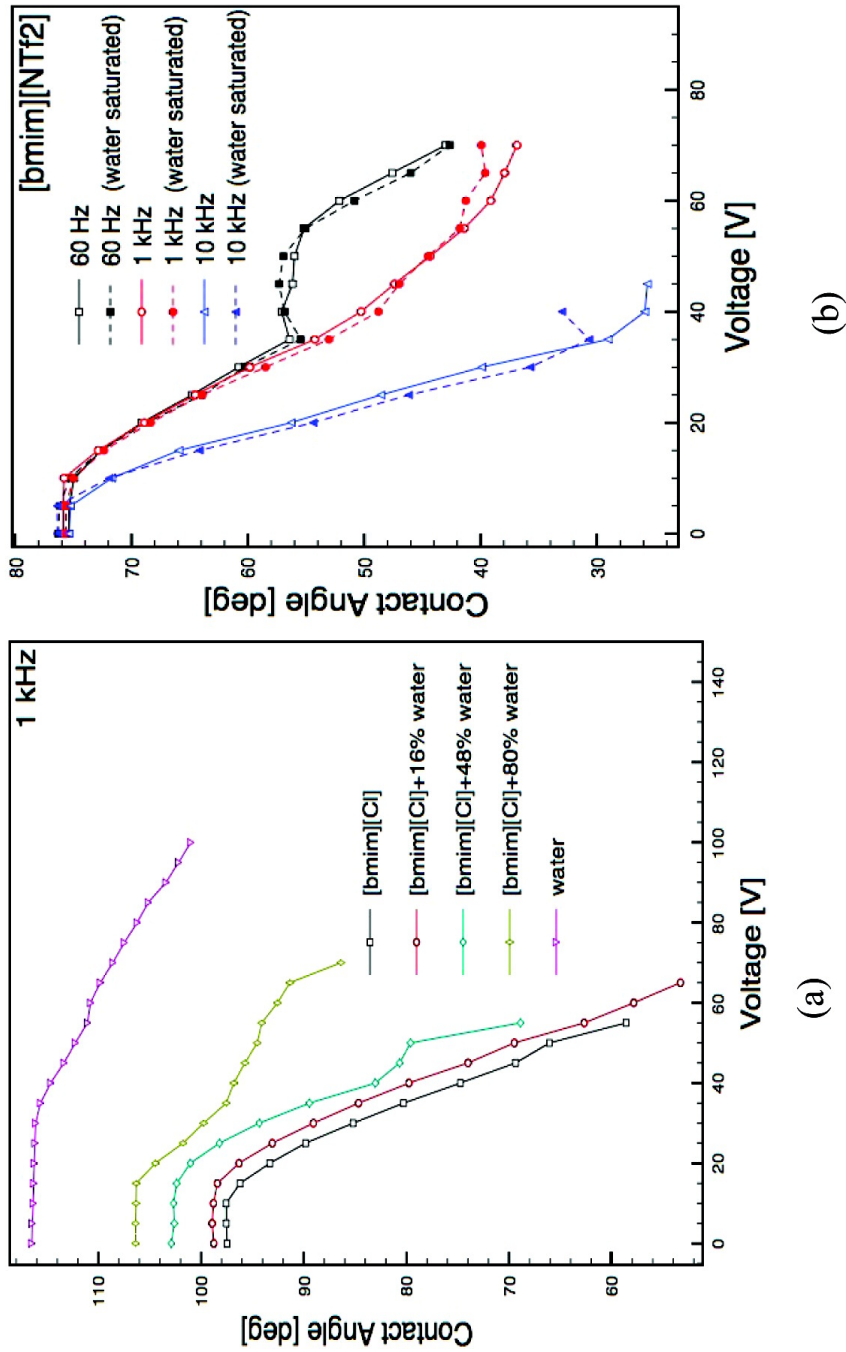 1 kHz
Contact Angle [deg]
110
100
90
80
70
60
[bmim][Cl]
[bmim][Cl]+16% water
[bmim][Cl]+48% water
[bmim][Cl]+80% water
water
0
20
40
60
80
100
120
140
Voltage [V]
(a)
[bmim][NTf2]
60 Hz
60 Hz (water saturated)
1 kHz
1 kHz (water saturated)
10 kHz
10 kHz (water saturated)
Contact Angle [deg]
80
70
60
50
40
30
0
20
40
60
80
Voltage [V]
(b)